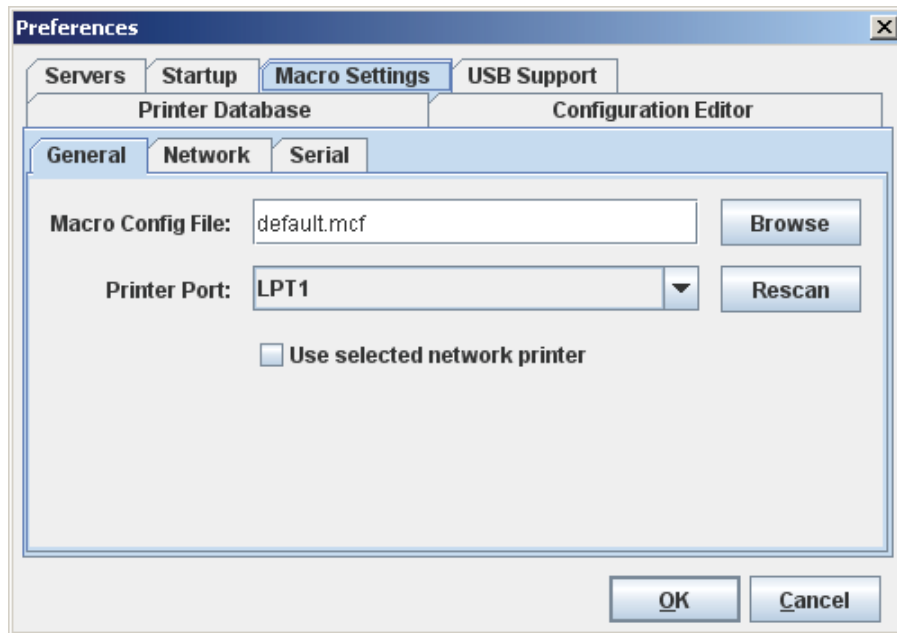 Preferences
Servers Startup Macro Settings USB Support
Printer Database Configuration Editor
General Network Serial
Macro Config File: default.mcf Browse
Printer Port: LPT1 Rescan
Use selected network printer
OK Cancel